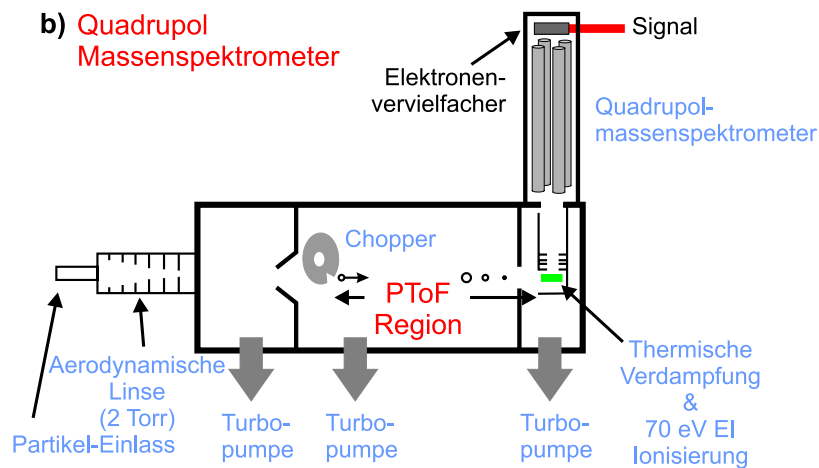 b) Quadrupol
Massenspektrometer
Signal
Elektronen-
vervielfacher
Quadrupol-
massenspektrometer
Chopper
PToF
Region
Aerodynamische
Linse
(2 Torr)
Partikel-Einlass
Turbo-
pumpe
Turbo-
pumpe
Turbo-
pumpe
Thermische
Verdampfung
&
70 eV EI
Ionisierung